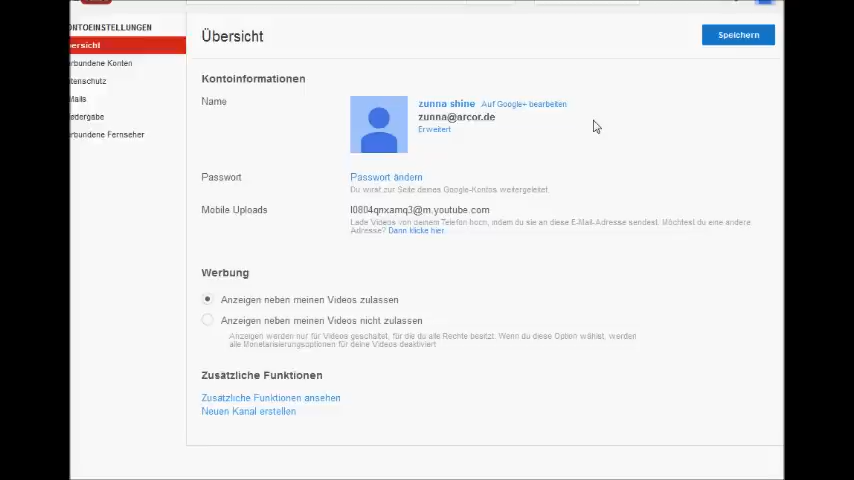 ONTOEINSTELLUNGEN
bersicht
rbundene Konten
tenschutz
Mails
edergabe
rbundene Fernseher
Übersicht
Speichern
Kontoinformationen
Name
zunna shine Auf Google+ bearbeiten
zunna@arcor.de
Erweitert
Passwort
Passwort ändern
Du wirst zur Seite deines Google-Kontos weitergeleitet.
Mobile Uploads
l0804qnxamq3@m.youtube.com
Lade Videos von deinem Telefon hoch, indem du sie an diese E-Mail-Adresse sendest. Möchtest du eine andere
Adresse? Dann klicke hier.
Werbung
Anzeigen neben meinen Videos zulassen
Anzeigen neben meinen Videos nicht zulassen
Anzeigen werden nur für Videos geschaltet, für die du alle Rechte besitzt. Wenn du diese Option wählst, werden
alle Monetarisierungsoptionen für deine Videos deaktiviert
Zusätzliche Funktionen
Zusätzliche Funktionen ansehen
Neuen Kanal erstellen